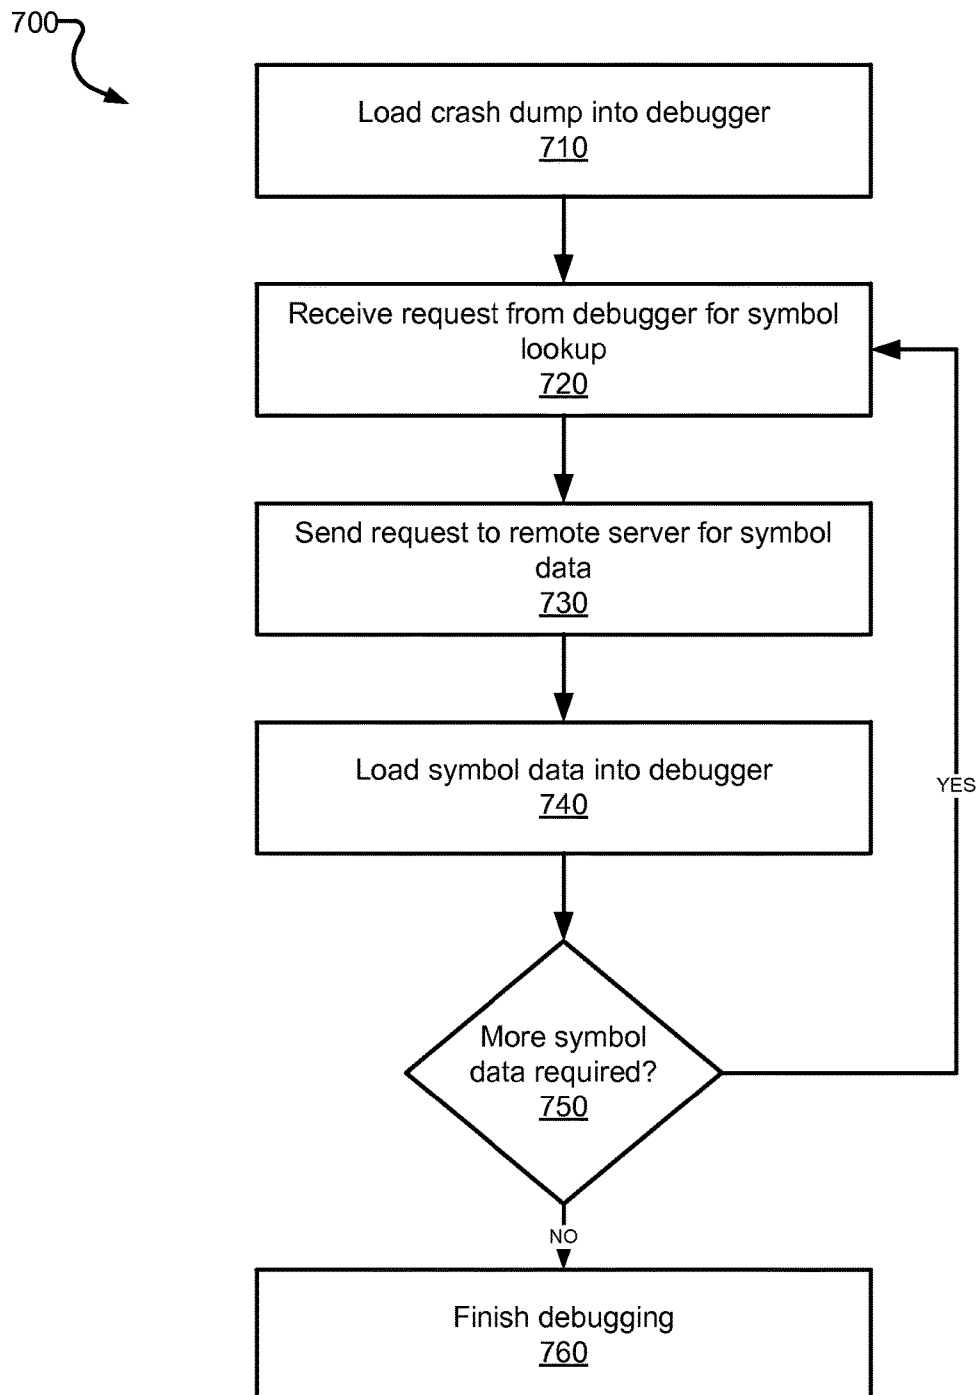 700
Load crash dump into debugger
710
Receive request from debugger for symbol
lookup
720
Send request to remote server for symbol
data
730
Load symbol data into debugger
740
YES
More symbol
data required?
750
NO
Finish debugging
760